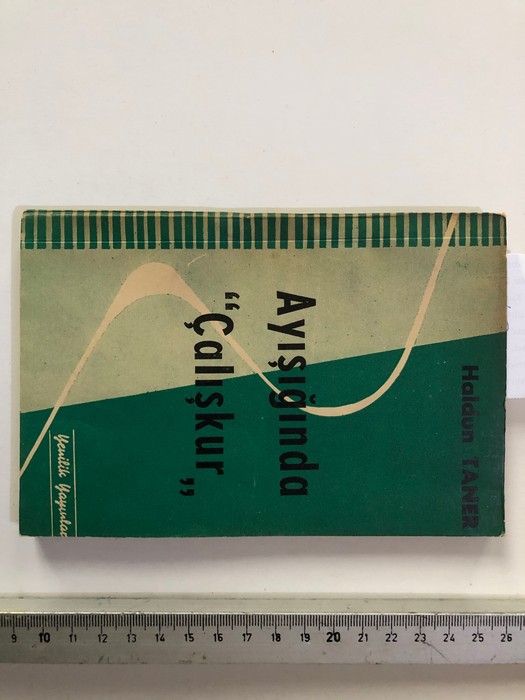 Haldun TANER
Ayışığında
“Çalışkur„
Yenilik Yayınları
9 10 11 12 13 14 15 16 17 18 19 20 21 22 23 24 25 26